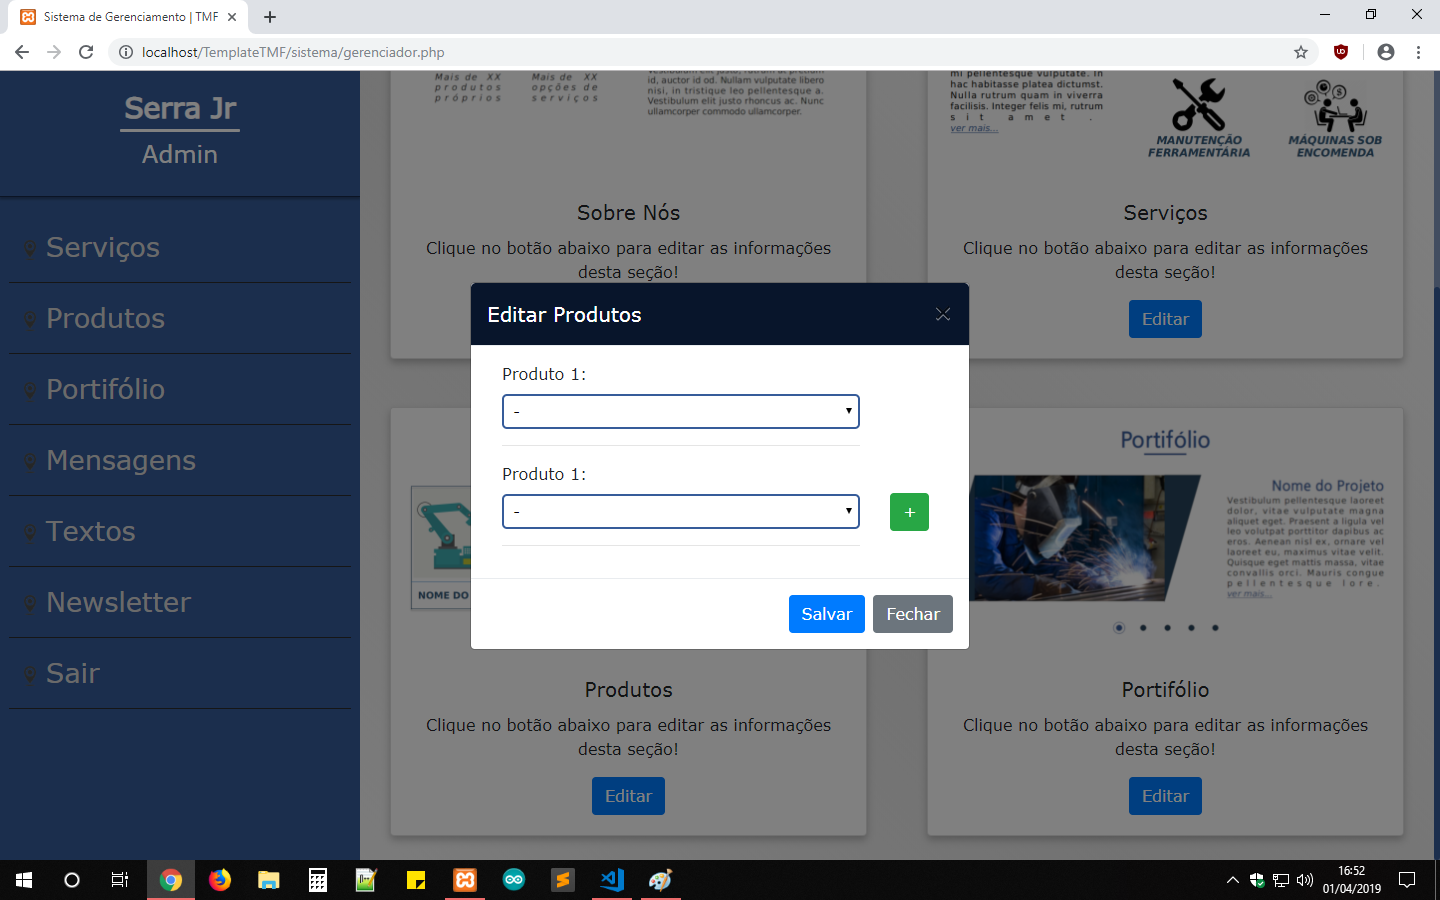 Sistema de Gerenciamento | TMF
localhost/TemplateTMF/sistema/gerenciador.php
Serra Jr
Admin
Serviços
Produtos
Portifólio
Mensagens
Textos
Newsletter
Sair
Mais de XX
produtos
próprios
Mais de XX
opções de
serviços
id, auctor id od. Nullam vulputate libero
nisi, in tristique leo pellentesque a.
Vestibulum elit justo rhoncus ac. Nunc
ullamcorper commodo ullamcorper.
Sobre Nós
Clique no botão abaixo para editar as informações
desta seção!
mi pellentesque vulputate. In
hac habitasse platea dictumst.
Nulla rutrum quam in viverra
facilisis. Integer felis mi, rutrum
sit amet .
ver mais...
MANUTENÇÃO
FERRAMENTÁRIA
MÁQUINAS SOB
ENCOMENDA
Serviços
Clique no botão abaixo para editar as informações
desta seção!
Editar
Editar Produtos
Produto 1:
-
Produto 1:
-
+
Salvar
Fechar
NOME DO
Produtos
Clique no botão abaixo para editar as informações
desta seção!
Editar
Portifólio
Nome do Projeto
Vestibulum pellentesque laoreet
dolor, vitae vulputate magna
aliquet eget. Praesent a ligula vel
leo volutpat porttitor dapibus ac
eros. Aenean nisl ex, ornare vel
laoreet eu, maximus vitae velit.
Quisque eget mattis massa, vitae
convallis orci. Mauris congue
pellentesque lore.
ver mais...
Portifólio
Clique no botão abaixo para editar as informações
desta seção!
Editar
16:52
01/04/2019